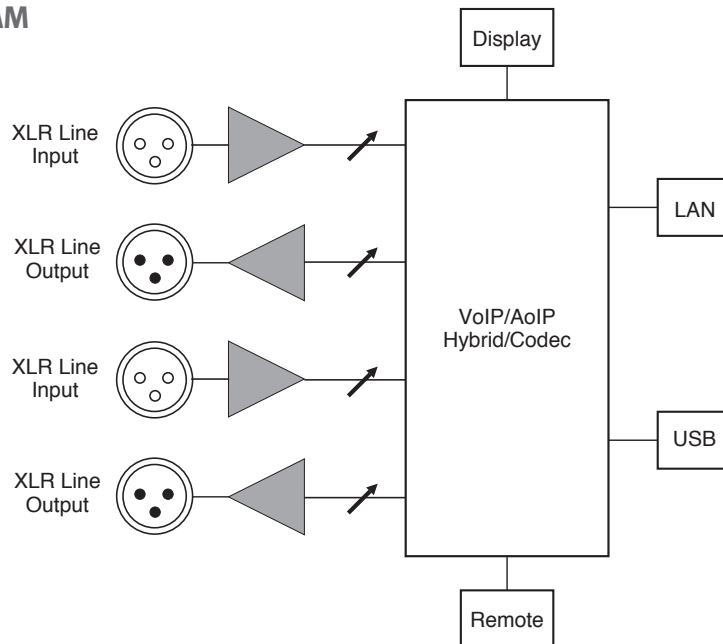 Display
XLR Line
Input
LAN
XLR Line
Output
VoIP/AoIP
Hybrid/Codec
XLR Line
Input
USB
XLR Line
Output
Remote